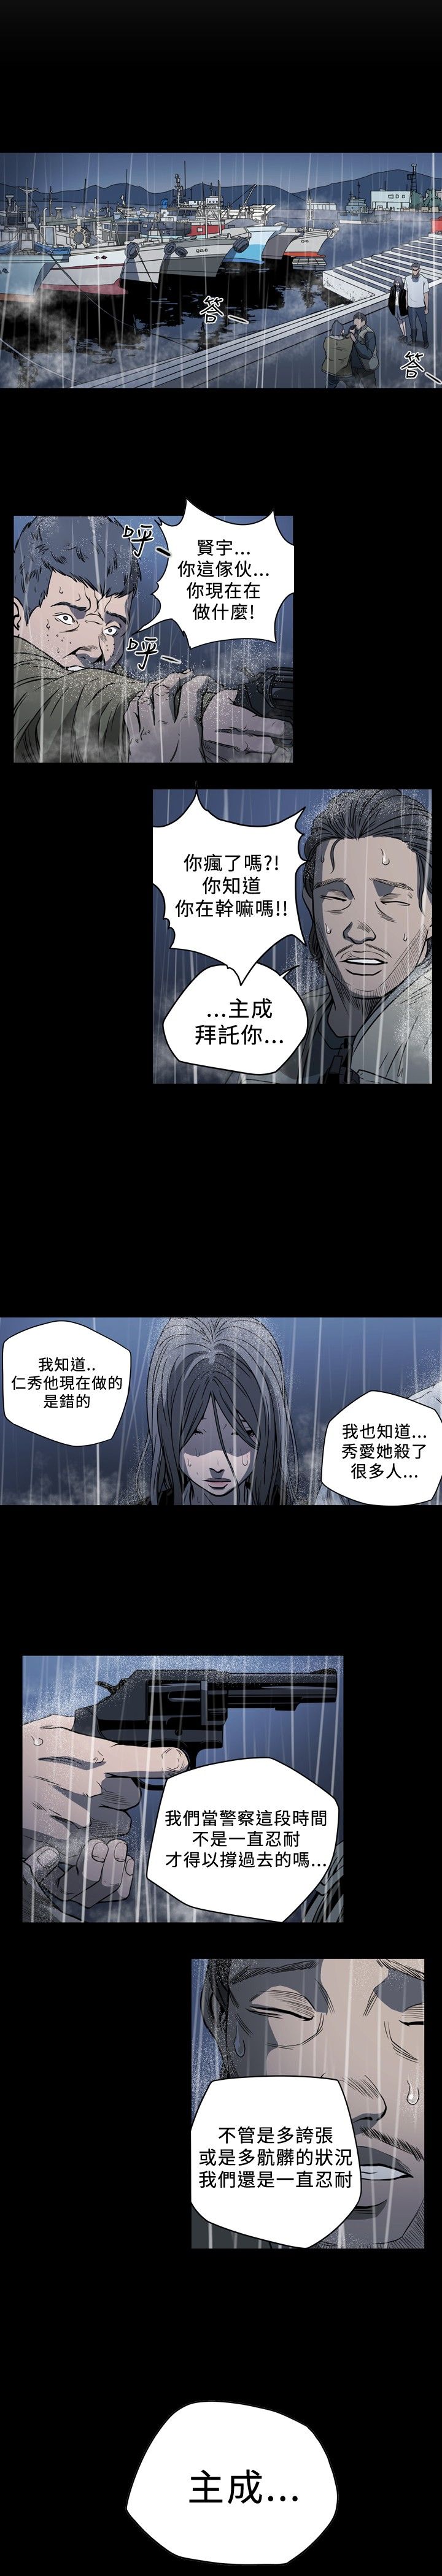 答
答
呼
呼
賢宇...
你這傢伙...
你現在在
做什麼!
你瘋了嗎?!
你知道
你在幹嘛嗎!!
...主成
拜託你...
我知道..
仁秀他現在做的
是錯的
我也知道...
秀愛她殺了
很多人...
我們當警察這段時間
不是一直忍耐
才得以撐過去的嗎...
不管是多誇張
或是多骯髒的狀況
我們還是一直忍耐
主成...